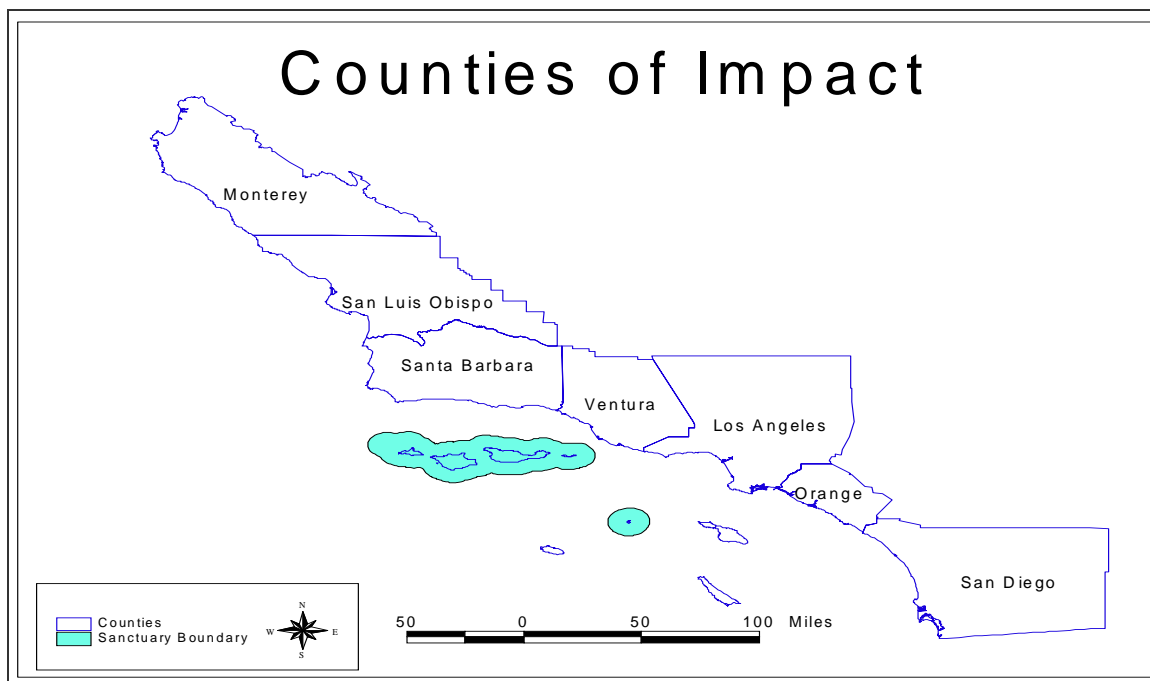 Counties of Impact
Monterey
San Luis Obispo
Santa Barbara
Ventura
Los Angeles
Orange
San Diego
Counties
Sanctuary Boundary
N
W E
S
50 0 50 100 Miles